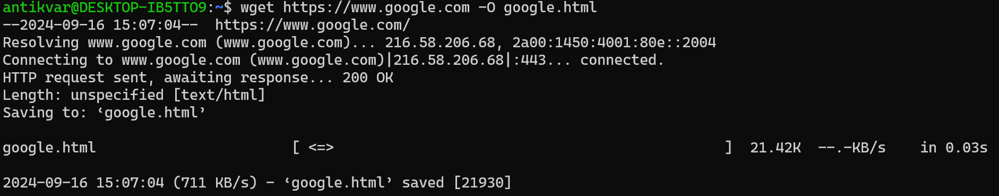 antikvar@DESKTOP-IB5TTO9:~$ wget https://www.google.com -O google.html
--2024-09-16 15:07:04--  https://www.google.com/
Resolving www.google.com (www.google.com)... 216.58.206.68, 2a00:1450:4001:80e::2004
Connecting to www.google.com (www.google.com)|216.58.206.68|:443... connected.
HTTP request sent, awaiting response... 200 OK
Length: unspecified [text/html]
Saving to: ‘google.html’
google.html                       [ <=>                                              ]  21.42K  --.-KB/s    in 0.03s
2024-09-16 15:07:04 (711 KB/s) - ‘google.html’ saved [21930]